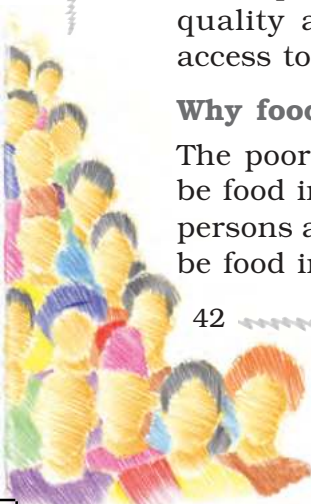 quality a
access to
Why food
The poor
be food in
persons a
be food in
42